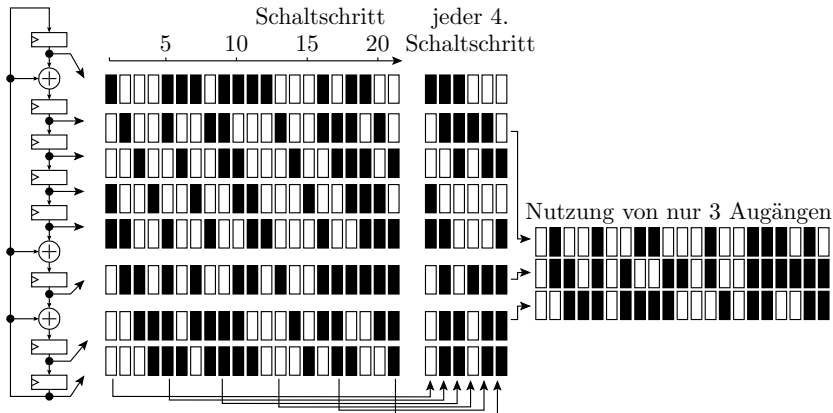 Schaltschritt
jeder 4.
Schaltschritt
5 10 15 20
Nutzung von nur 3 Augängen